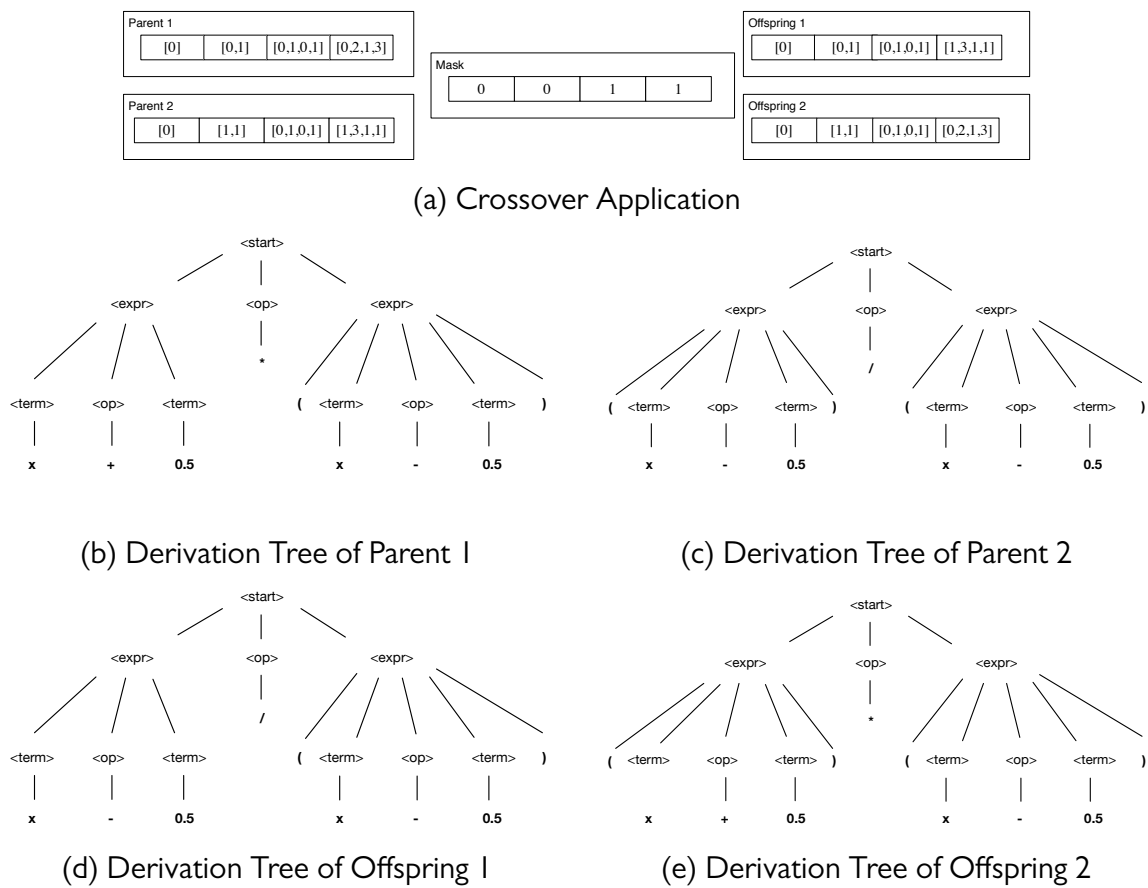 Parent 1
[0] [0,1] [0,1,0,1] [0,2,1,3]
Parent 2
[0] [1,1] [0,1,0,1] [1,3,1,1]
Mask
0 0 1 1
Offspring 1
[0] [0,1] [0,1,0,1] [1,3,1,1]
Offspring 2
[0] [1,1] [0,1,0,1] [0,2,1,3]
(a) Crossover Application
<start>
<expr> <op> <expr>
*
<term> <op> <term> ( <term> <op> <term> )
x + 0.5 x - 0.5
(b) Derivation Tree of Parent 1
<start>
<expr> <op> <expr>
/
( <term> <op> <term> ) ( <term> <op> <term> )
x - 0.5 x - 0.5
(c) Derivation Tree of Parent 2
<start>
<expr> <op> <expr>
/
<term> <op> <term> ( <term> <op> <term> )
x - 0.5 x - 0.5
(d) Derivation Tree of Offspring 1
<start>
<expr> <op> <expr>
*
( <term> <op> <term> ) ( <term> <op> <term> )
x + 0.5 x - 0.5
(e) Derivation Tree of Offspring 2